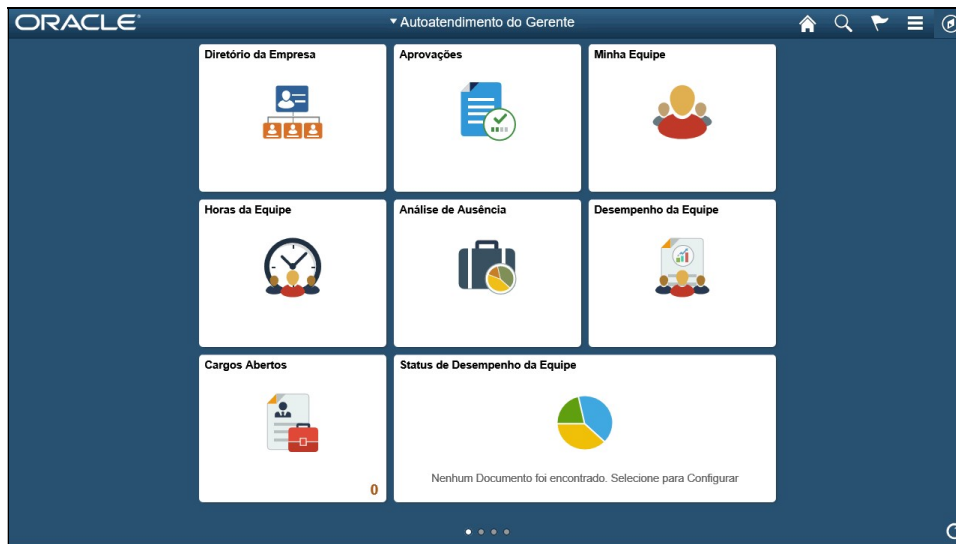 ORACLE
Autoatendimento do Gerente
Diretório da Empresa
Aprovações
Minha Equipe
Horas da Equipe
Análise de Ausência
Desempenho da Equipe
Cargos Abertos
0
Status de Desempenho da Equipe
Nenhum Documento foi encontrado. Selecione para Configurar